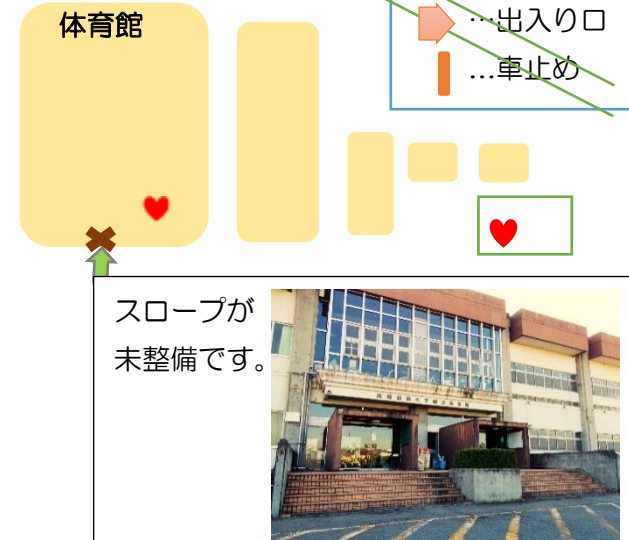 体育館
…出入り口
…車止め
スロープが
未整備です。